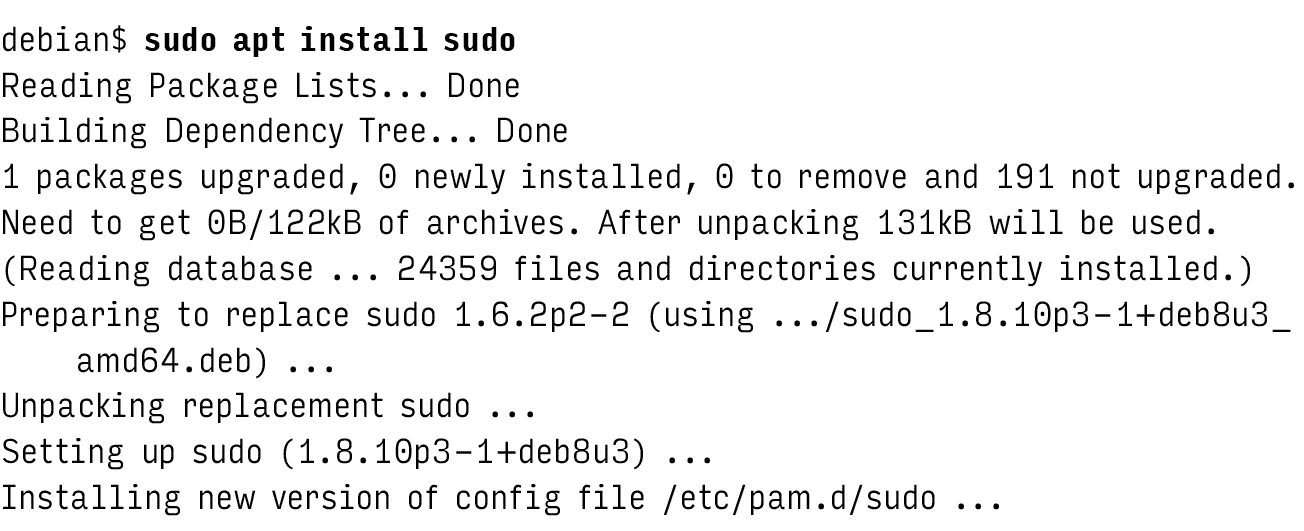 debian$ sudo apt install sudo
Reading Package Lists... Done
Building Dependency Tree... Done
1 packages upgraded, 0 newly installed, 0 to remove and 191 not upgraded.
Need to get 0B/122kB of archives. After unpacking 131kB will be used.
(Reading database ... 24359 files and directories currently installed.)
Preparing to replace sudo 1.6.2p2-2 (using .../sudo_1.8.10p3-1+deb8u3_
amd64.deb) ...
Unpacking replacement sudo ...
Setting up sudo (1.8.10p3-1+deb8u3) ...
Installing new version of config file /etc/pam.d/sudo ...